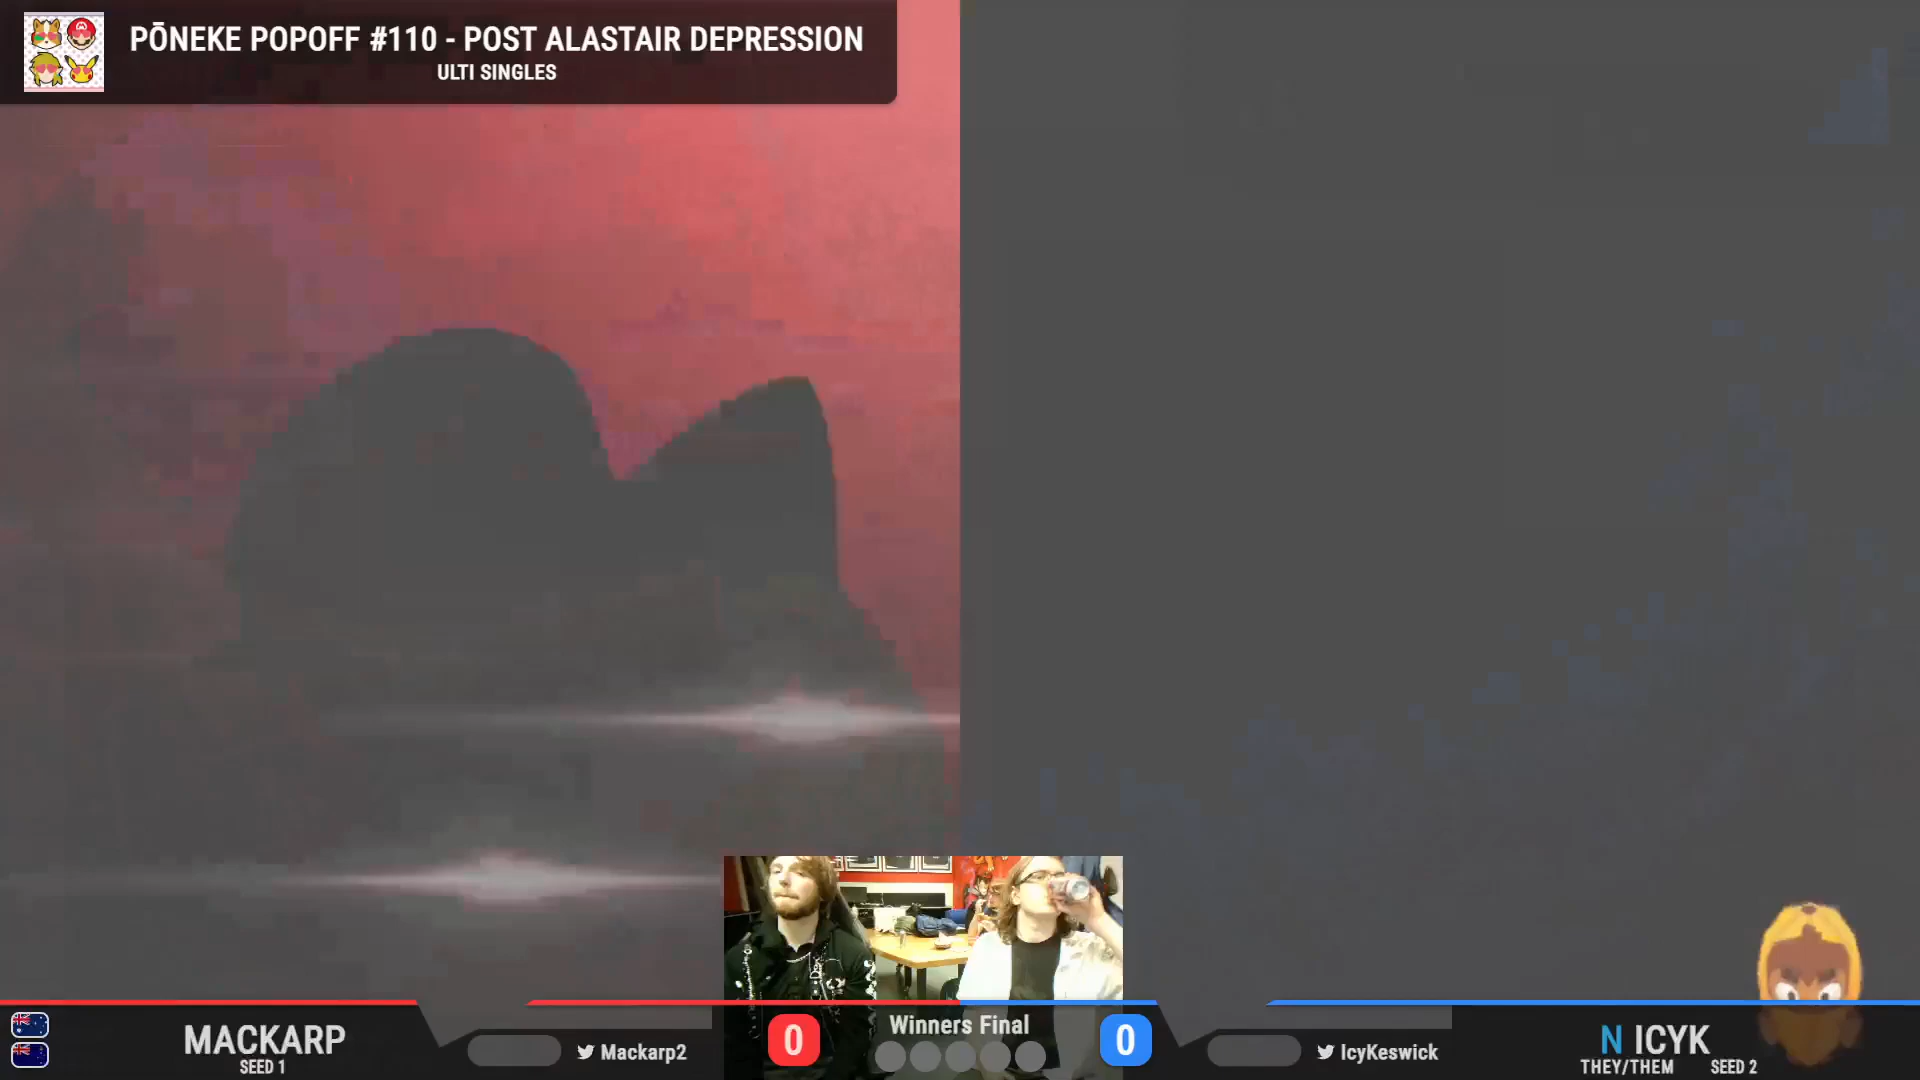 PŌNEKE POPOFF #110 - POST ALASTAIR DEPRESSION
ULTI SINGLES
MACKARP
SEED 1
Mackarp2
0
Winners Final
0
IcyKeswick
N ICYK
THEY/THEM
SEED 2